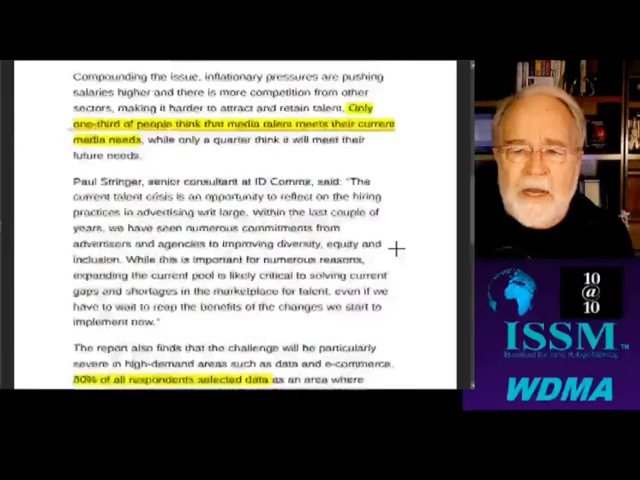 Compounding the issue, inflationary pressures are pushing
salaries higher and there is more competition from other
sectors, making it harder to attract and retain talent. Only
one-third of people think that media talent meets their current
media needs, while only a quarter think it will meet their
future needs.
Paul Stringer, senior consultant at ID Comms, said: "The
current talent crisis is an opportunity to reflect on the hiring
practices in advertising writ large. Within the last couple of
years, we have seen numerous commitments from
advertisers and agencies to improving diversity, equity and
inclusion. While this is important for numerous reasons,
expanding the current pool is likely critical to solving current
gaps and shortages in the marketplace for talent, even if we
have to wait to reap the benefits of the changes we start to
implement now."
The report also finds that the challenge will be particularly
severe in high-demand areas such as data and e-commerce.
80% of all respondents selected data as an area where
10
@
10
ISSM™
WDMA